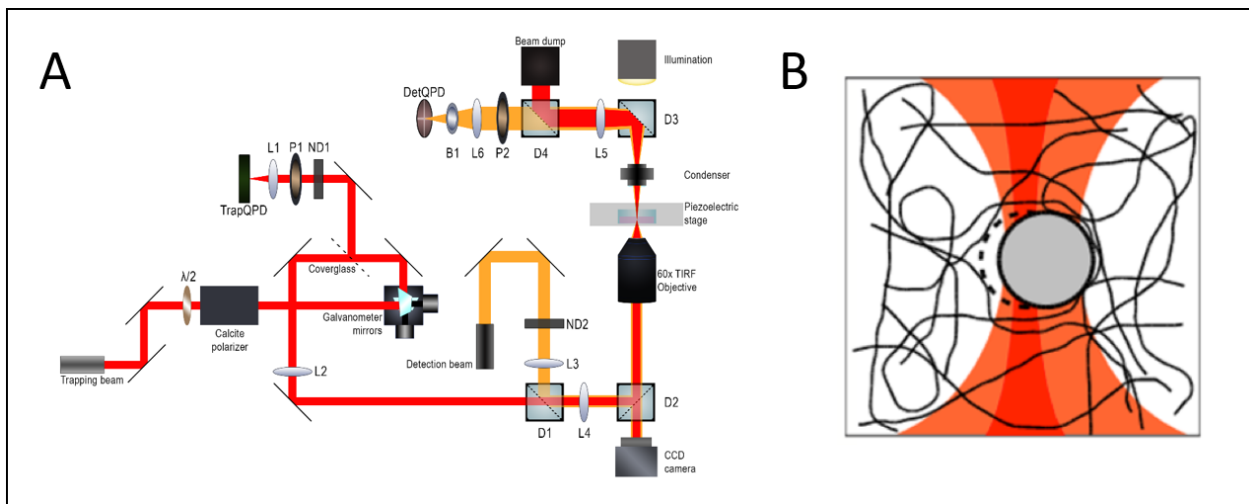 A
B
Beam dump
Illumination
DetQPD
B1
L6
P2
D4
L5
D3
L1
P1
ND1
TrapQPD
Condenser
Piezoelectric
stage
60x TIRF
Objective
Coverglass
λ/2
Calcite
polarizer
Galvanometer
mirrors
Trapping beam
L2
Detection beam
ND2
L3
D1
L4
D2
CCD
camera